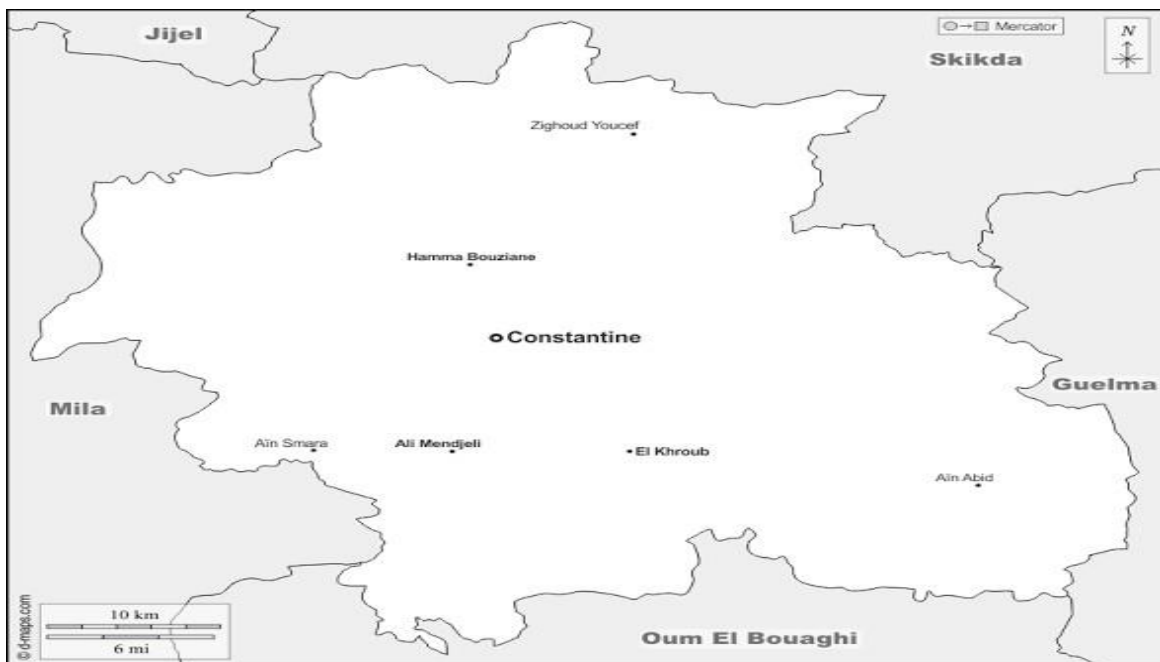 Jijel
Mercator
N
Skikda
Zighoud Youcef
Hamma Bouziane
Constantine
Guelma
Mila
Aïn Smara
Ali Mendjeli
El Khroub
Aïn Abid
10 km
6 mi
Oum El Bouaghi
© d-maps.com